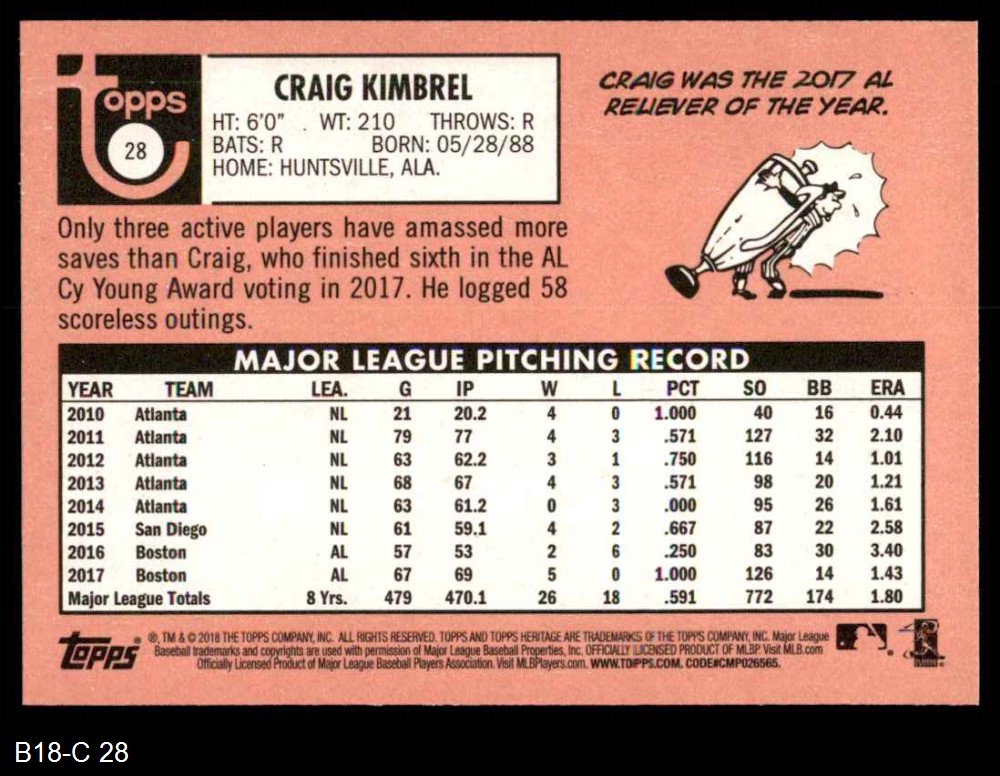 Topps
28
CRAIG KIMBREL
HT: 6'0" WT: 210 THROWS: R
BATS: R BORN: 05/28/88
HOME: HUNTSVILLE, ALA.
CRAIG WAS THE 2017 AL
RELIEVER OF THE YEAR.
Only three active players have amassed more
saves than Craig, who finished sixth in the AL
Cy Young Award voting in 2017. He logged 58
scoreless outings.
MAJOR LEAGUE PITCHING RECORD
YEAR TEAM LEA. G IP W L PCT SO BB ERA
2010 Atlanta NL 21 20.2 4 0 1.000 40 16 0.44
2011 Atlanta NL 79 77 4 3 .571 127 32 2.10
2012 Atlanta NL 63 62.2 3 1 .750 116 14 1.01
2013 Atlanta NL 68 67 4 3 .571 98 20 1.21
2014 Atlanta NL 63 61.2 0 3 .000 95 26 1.61
2015 San Diego NL 61 59.1 4 2 .667 87 22 2.58
2016 Boston AL 57 53 2 6 .250 83 30 3.40
2017 Boston AL 67 69 5 0 1.000 126 14 1.43
Major League Totals 8 Yrs. 479 470.1 26 18 .591 772 174 1.80
Topps ® ®, TM & © 2018 THE TOPPS COMPANY, INC. ALL RIGHTS RESERVED. TOPPS AND TOPPS HERITAGE ARE TRADEMARKS OF THE TOPPS COMPANY, INC. Major League
Baseball trademarks and copyrights are used with permission of Major League Baseball Properties, Inc. OFFICIALLY LICENSED PRODUCT OF MLBP. Visit MLB.com
Officially Licensed Product of Major League Baseball Players Association. Visit MLBPlayers.com. WWW.TOPPS.COM. CODE#CMP026565.
B18-C 28